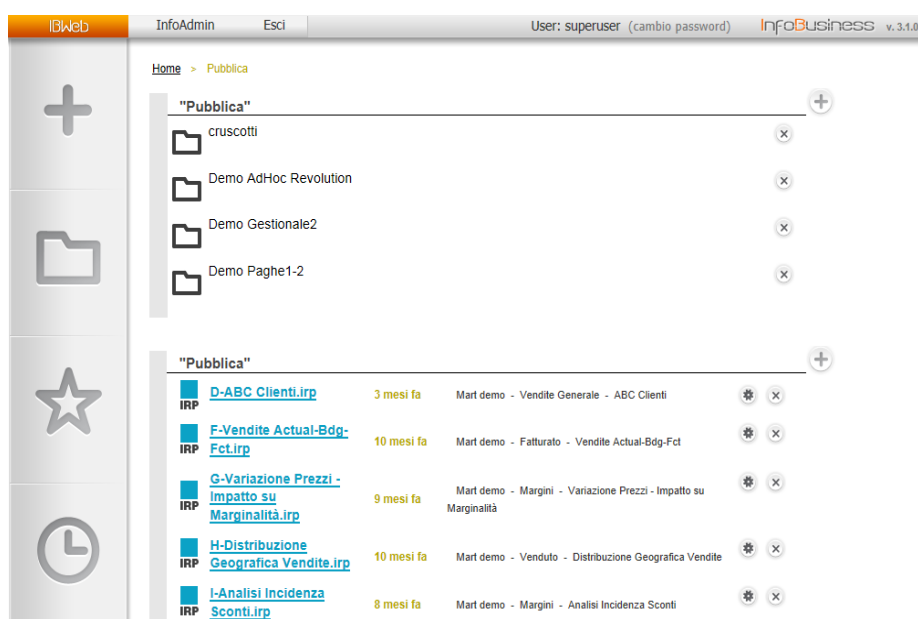 IBWeb InfoAdmin Esci User: superuser (cambio password) InfoBusiness v. 3.1.0
Home > Pubblica
"Pubblica"
cruscotti
Demo AdHoc Revolution
Demo Gestionale2
Demo Paghe1-2
"Pubblica"
IRP D-ABC Clienti.irp 3 mesi fa Mart demo - Vendite Generale - ABC Clienti
F-Vendite Actual-Bdg-
IRP Fct.irp 10 mesi fa Mart demo - Fatturato - Vendite Actual-Bdg-Fct
G-Variazione Prezzi -
IRP Impatto su 9 mesi fa Mart demo - Margini - Variazione Prezzi - Impatto su
Marginalità.irp Marginalità
H-Distribuzione
IRP Geografica Vendite.irp 10 mesi fa Mart demo - Venduto - Distribuzione Geografica Vendite
I-Analisi Incidenza
IRP Sconti.irp 8 mesi fa Mart demo - Margini - Analisi Incidenza Sconti